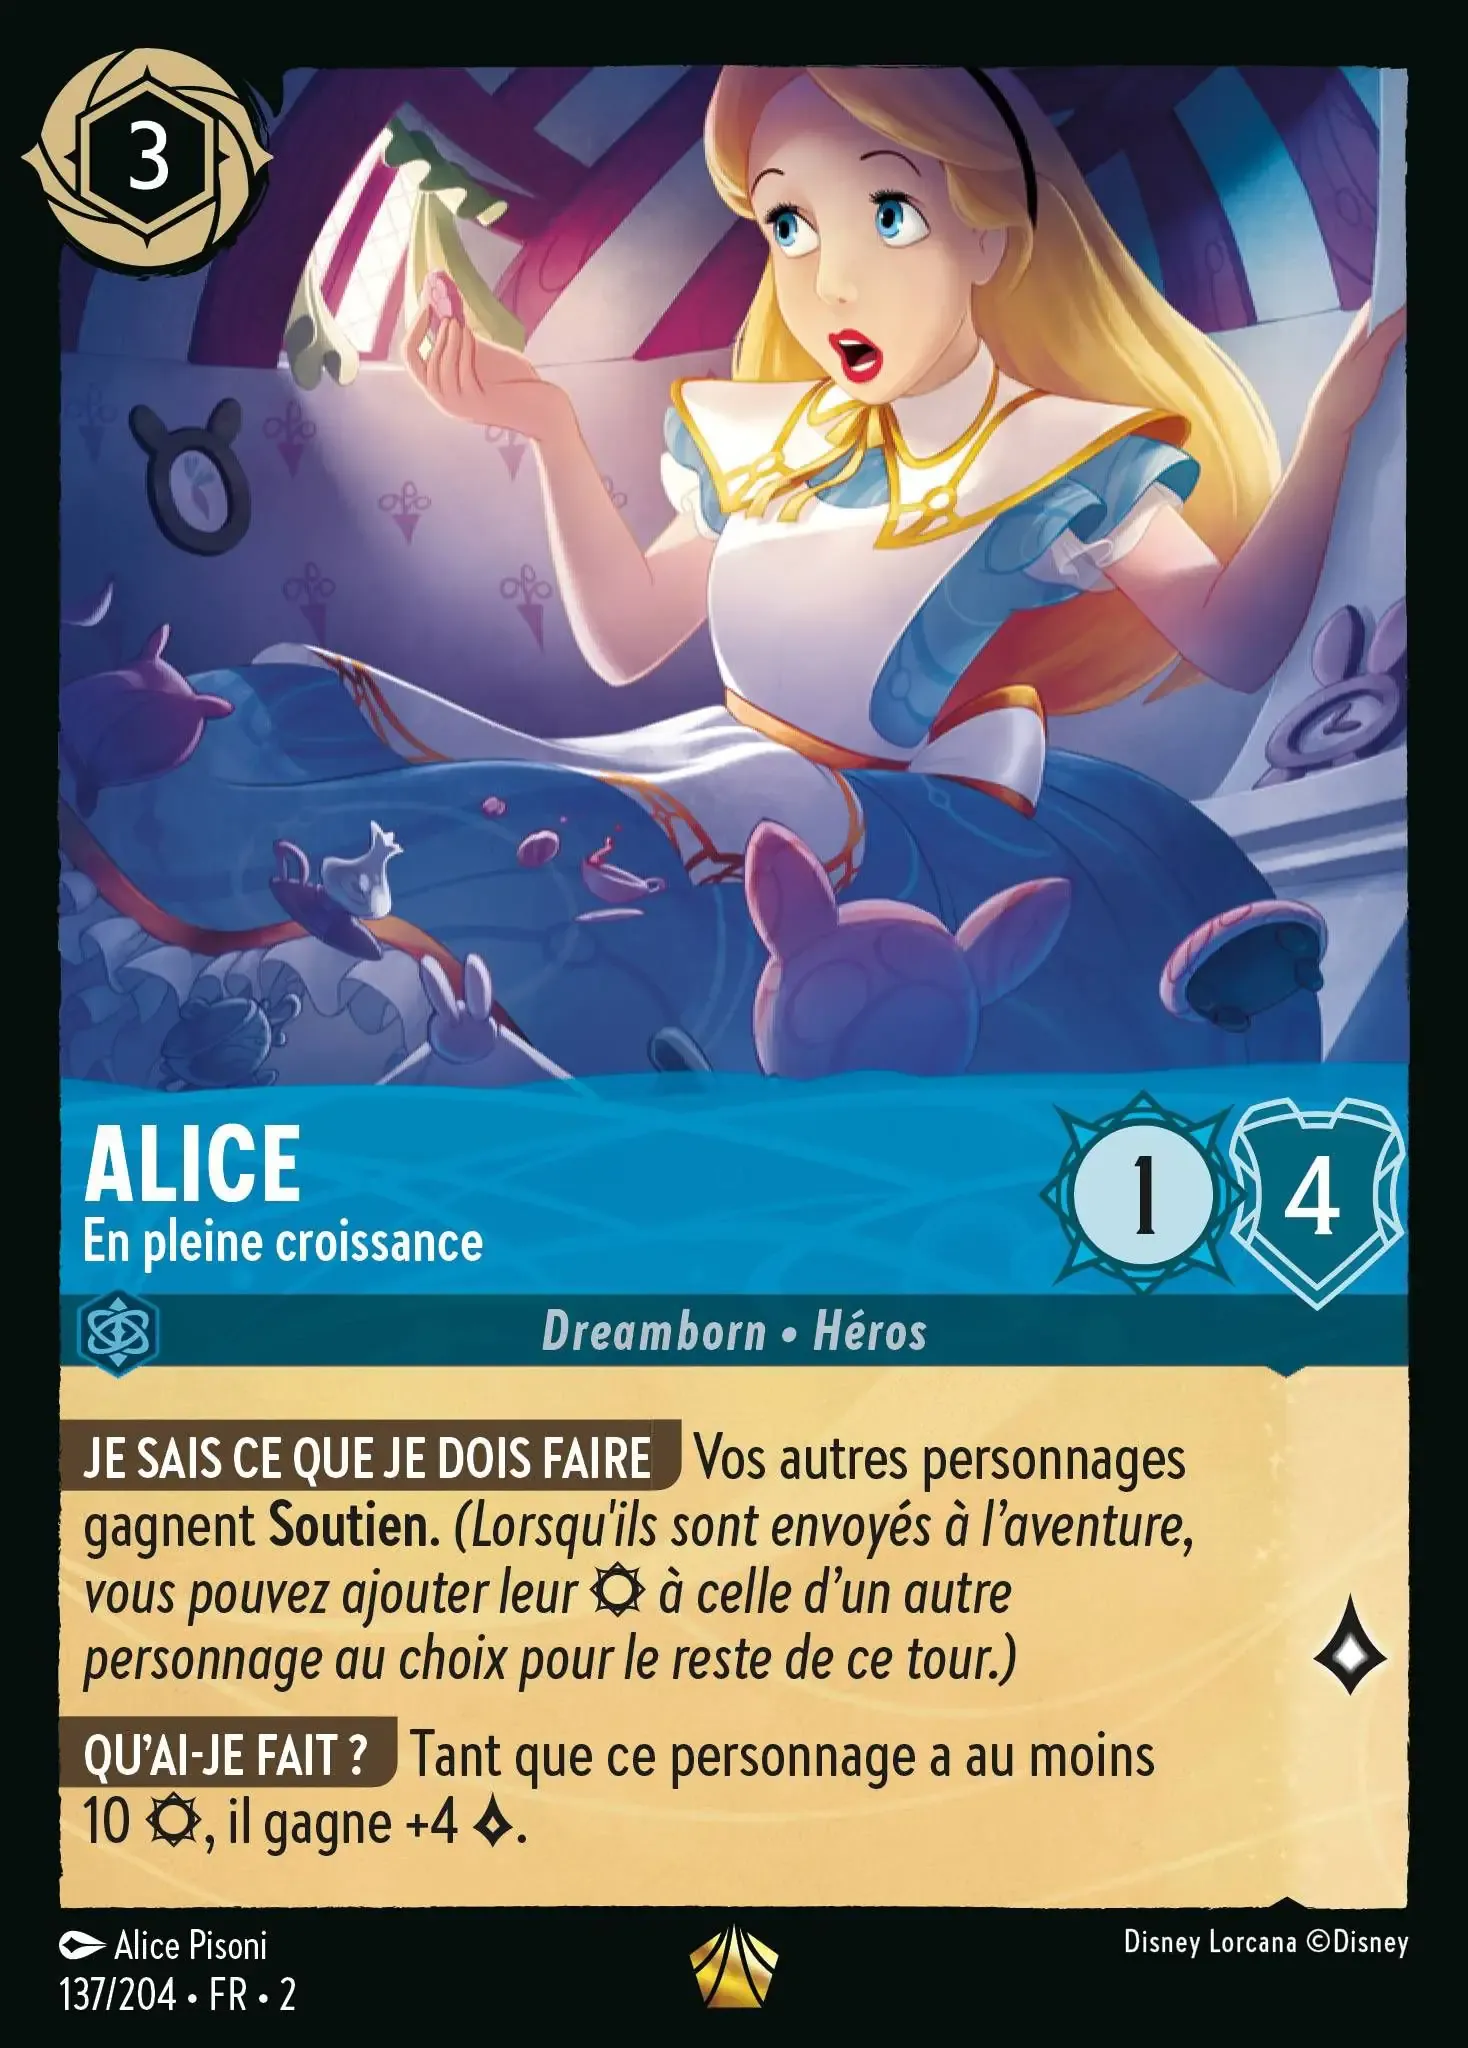 3
ALICE
En pleine croissance
1
4
Dreamborn • Héros
JE SAIS CE QUE JE DOIS FAIRE Vos autres personnages
gagnent Soutien. (Lorsqu'ils sont envoyés à l’aventure,
vous pouvez ajouter leur à celle d’un autre
personnage au choix pour le reste de ce tour.)
QU’AI-JE FAIT ? Tant que ce personnage a au moins
10 , il gagne +4 .
Alice Pisoni
137/204 • FR • 2
Disney Lorcana ©Disney